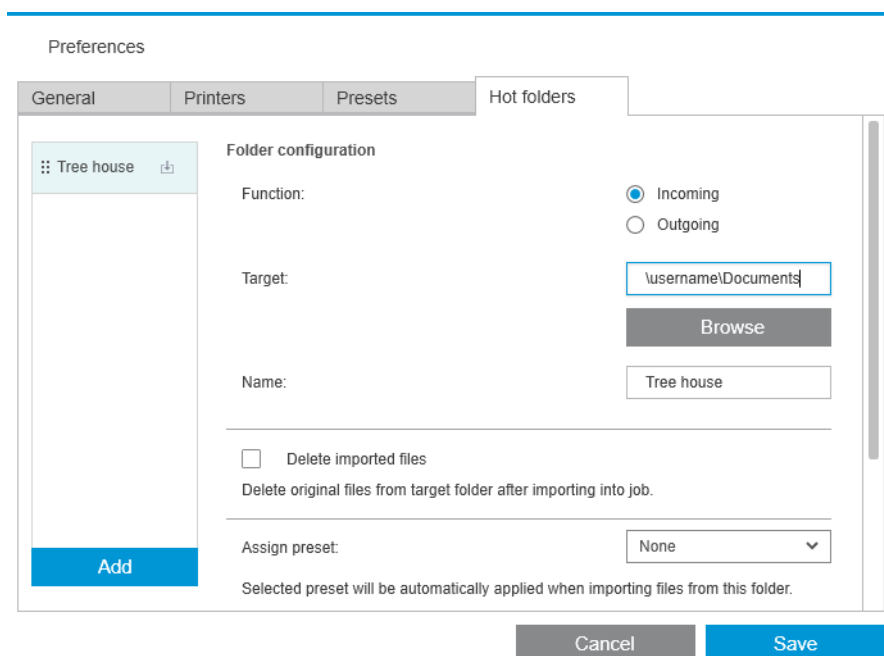 Preferences
General Printers Presets Hot folders
Tree house
Folder configuration
Function:
Incoming
Outgoing
Target:
\username\Documents
Browse
Name:
Tree house
Delete imported files
Delete original files from target folder after importing into job.
Assign preset:
None
Selected preset will be automatically applied when importing files from this folder.
Add
Cancel Save